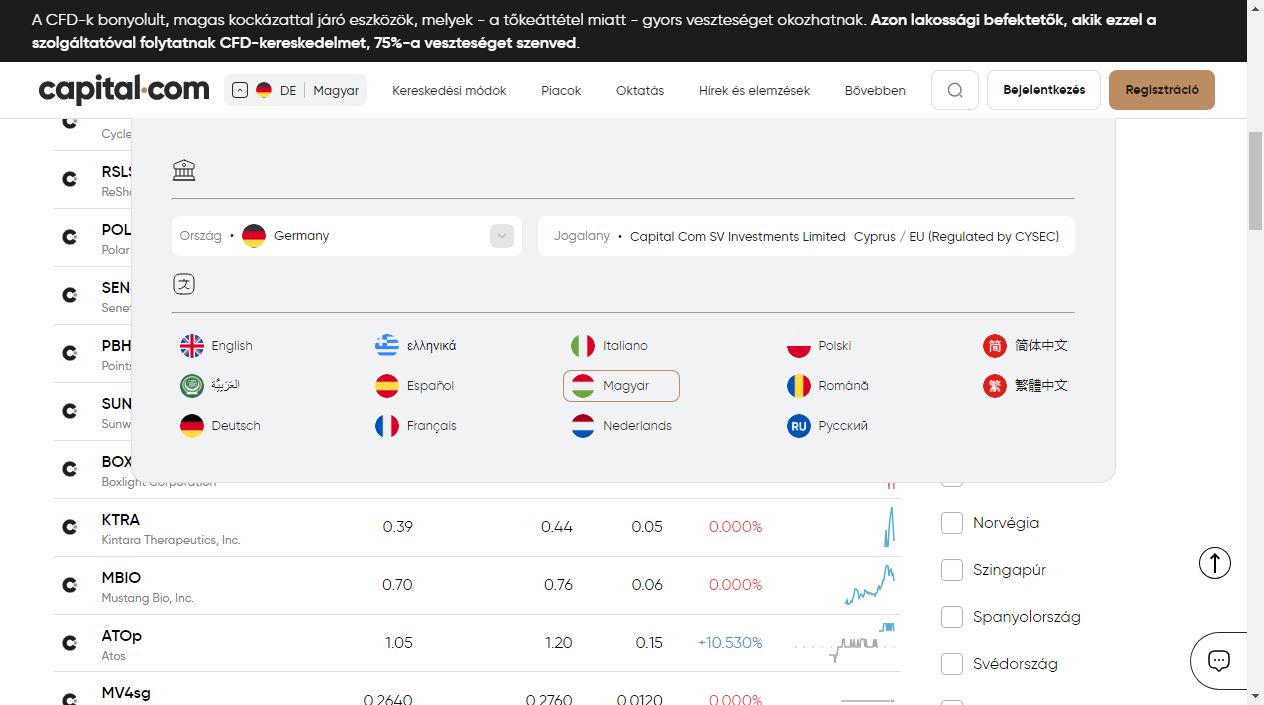 A CFD-k bonyolult, magas kockázattal járó eszközök, melyek - a tőkeáttétel miatt - gyors veszteséget okozhatnak. Azon lakossági befektetők, akik ezzel a
szolgáltatóval folytatnak CFD-kereskedelmet, 75%-a veszteséget szenved.
capital.com DE Magyar Kereskedési módok Piacok Oktatás Hírek és elemzések Bővebben Bejelentkezés Regisztráció
Cycle
RSLS
ReSh
POL
Polar
SEN
Senet
PBH
Points
SUN
Sunw
BOX
Boxlight Corporation
Ország • Germany
Jogalany • Capital Com SV Investments Limited Cyprus / EU (Regulated by CYSEC)
文
English ελληνικά Italiano Polski 简 简体中文
العَرَبِيَّة Español Magyar Română 繁 繁體中文
Deutsch Français Nederlands RU Русский
KTRA 0.39 0.44 0.05 0.000%
Kintara Therapeutics, Inc.
MBIO 0.70 0.76 0.06 0.000%
Mustang Bio, Inc.
ATOp 1.05 1.20 0.15 +10.530%
Atos
MV4sg 0.2640 0.2760 0.0120 0.000%
Norvégia
Szingapúr
Spanyolország
Svédország